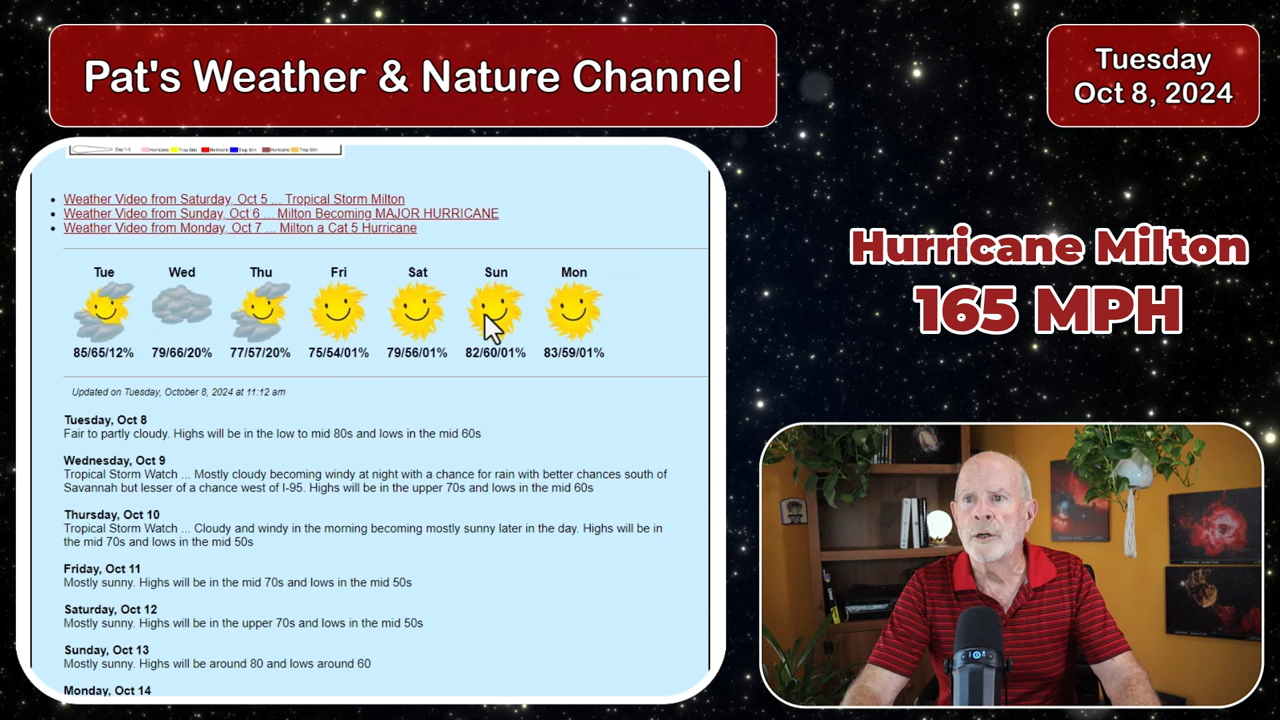 Pat's Weather & Nature Channel
Tuesday
Oct 8, 2024
Day 1-3
Weather Video from Saturday, Oct 5 ... Tropical Storm Milton
Weather Video from Sunday, Oct 6 ... Milton Becoming MAJOR HURRICANE
Weather Video from Monday, Oct 7 ... Milton a Cat 5 Hurricane
Tue Wed Thu Fri Sat Sun Mon
85/65/12% 79/66/20% 77/57/20% 75/54/01% 79/56/01% 82/60/01% 83/59/01%
Updated on Tuesday, October 8, 2024 at 11:12 am
Tuesday, Oct 8
Fair to partly cloudy. Highs will be in the low to mid 80s and lows in the mid 60s
Wednesday, Oct 9
Tropical Storm Watch ... Mostly cloudy becoming windy at night with a chance for rain with better chances south of
Savannah but lesser of a chance west of I-95. Highs will be in the upper 70s and lows in the mid 60s
Thursday, Oct 10
Tropical Storm Watch ... Cloudy and windy in the morning becoming mostly sunny later in the day. Highs will be in
the mid 70s and lows in the mid 50s
Friday, Oct 11
Mostly sunny. Highs will be in the mid 70s and lows in the mid 50s
Saturday, Oct 12
Mostly sunny. Highs will be in the upper 70s and lows in the mid 50s
Sunday, Oct 13
Mostly sunny. Highs will be around 80 and lows around 60
Monday, Oct 14
Hurricane Milton
165 MPH